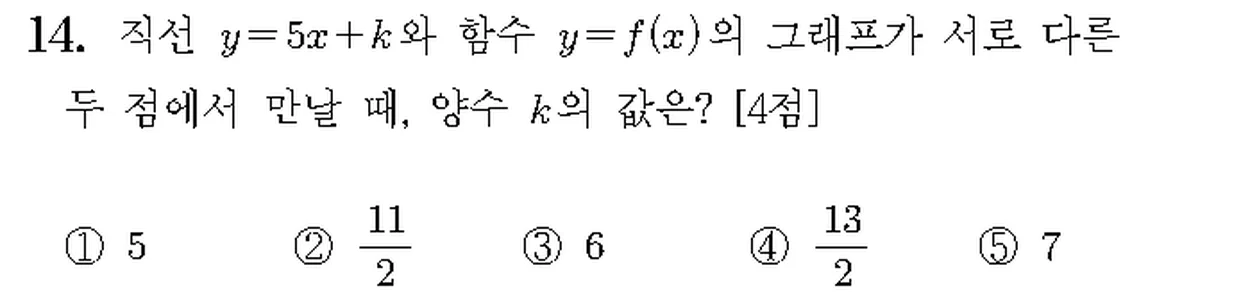 14. 직선 y=5x+k와 함수 y=f(x)의 그래프가 서로 다른
두 점에서 만날 때, 양수 k의 값은? [4점]
① 5 ② 11/2 ③ 6 ④ 13/2 ⑤ 7